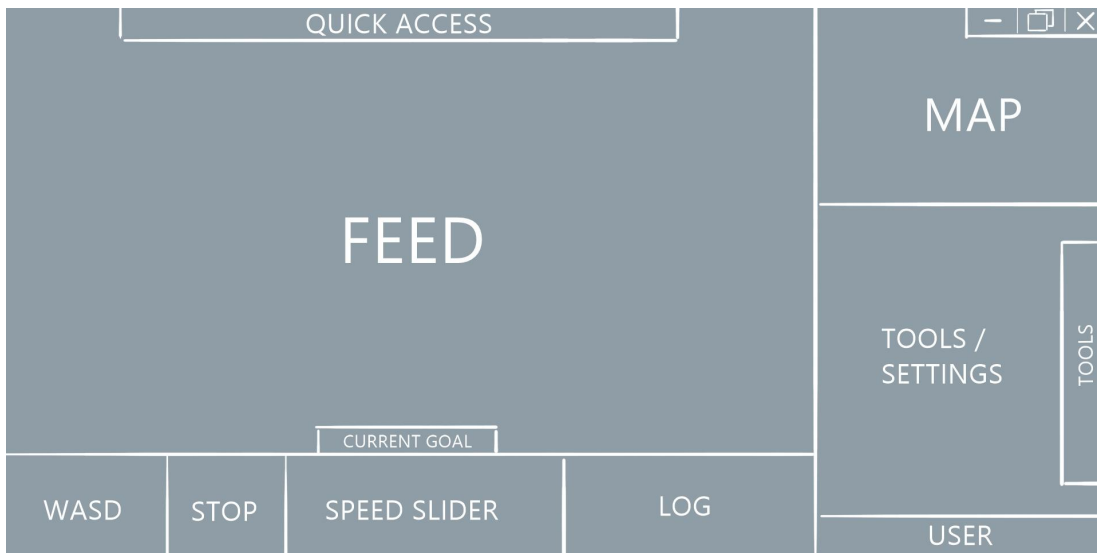 QUICK ACCESS
MAP
FEED
TOOLS /
SETTINGS
TOOLS
CURRENT GOAL
WASD
STOP
SPEED SLIDER
LOG
USER